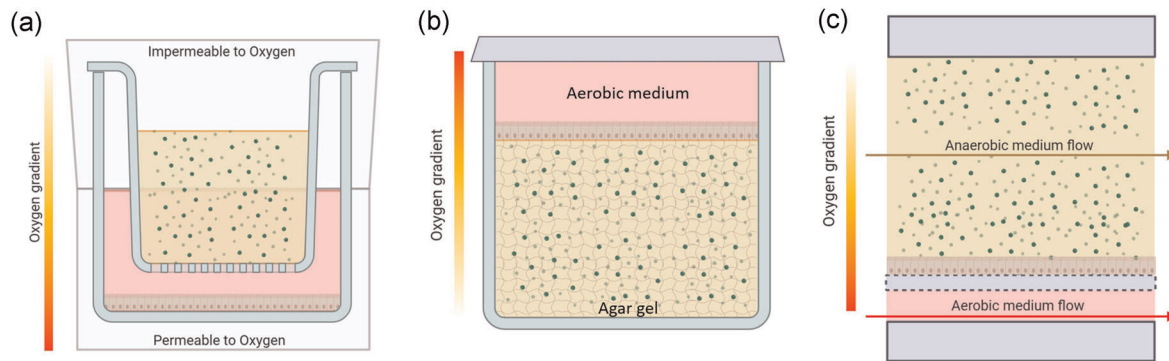 (a)
Impermeable to Oxygen
Oxygen gradient
Permeable to Oxygen
(b)
Aerobic medium
Oxygen gradient
Agar gel
(c)
Anaerobic medium flow
Oxygen gradient
Aerobic medium flow